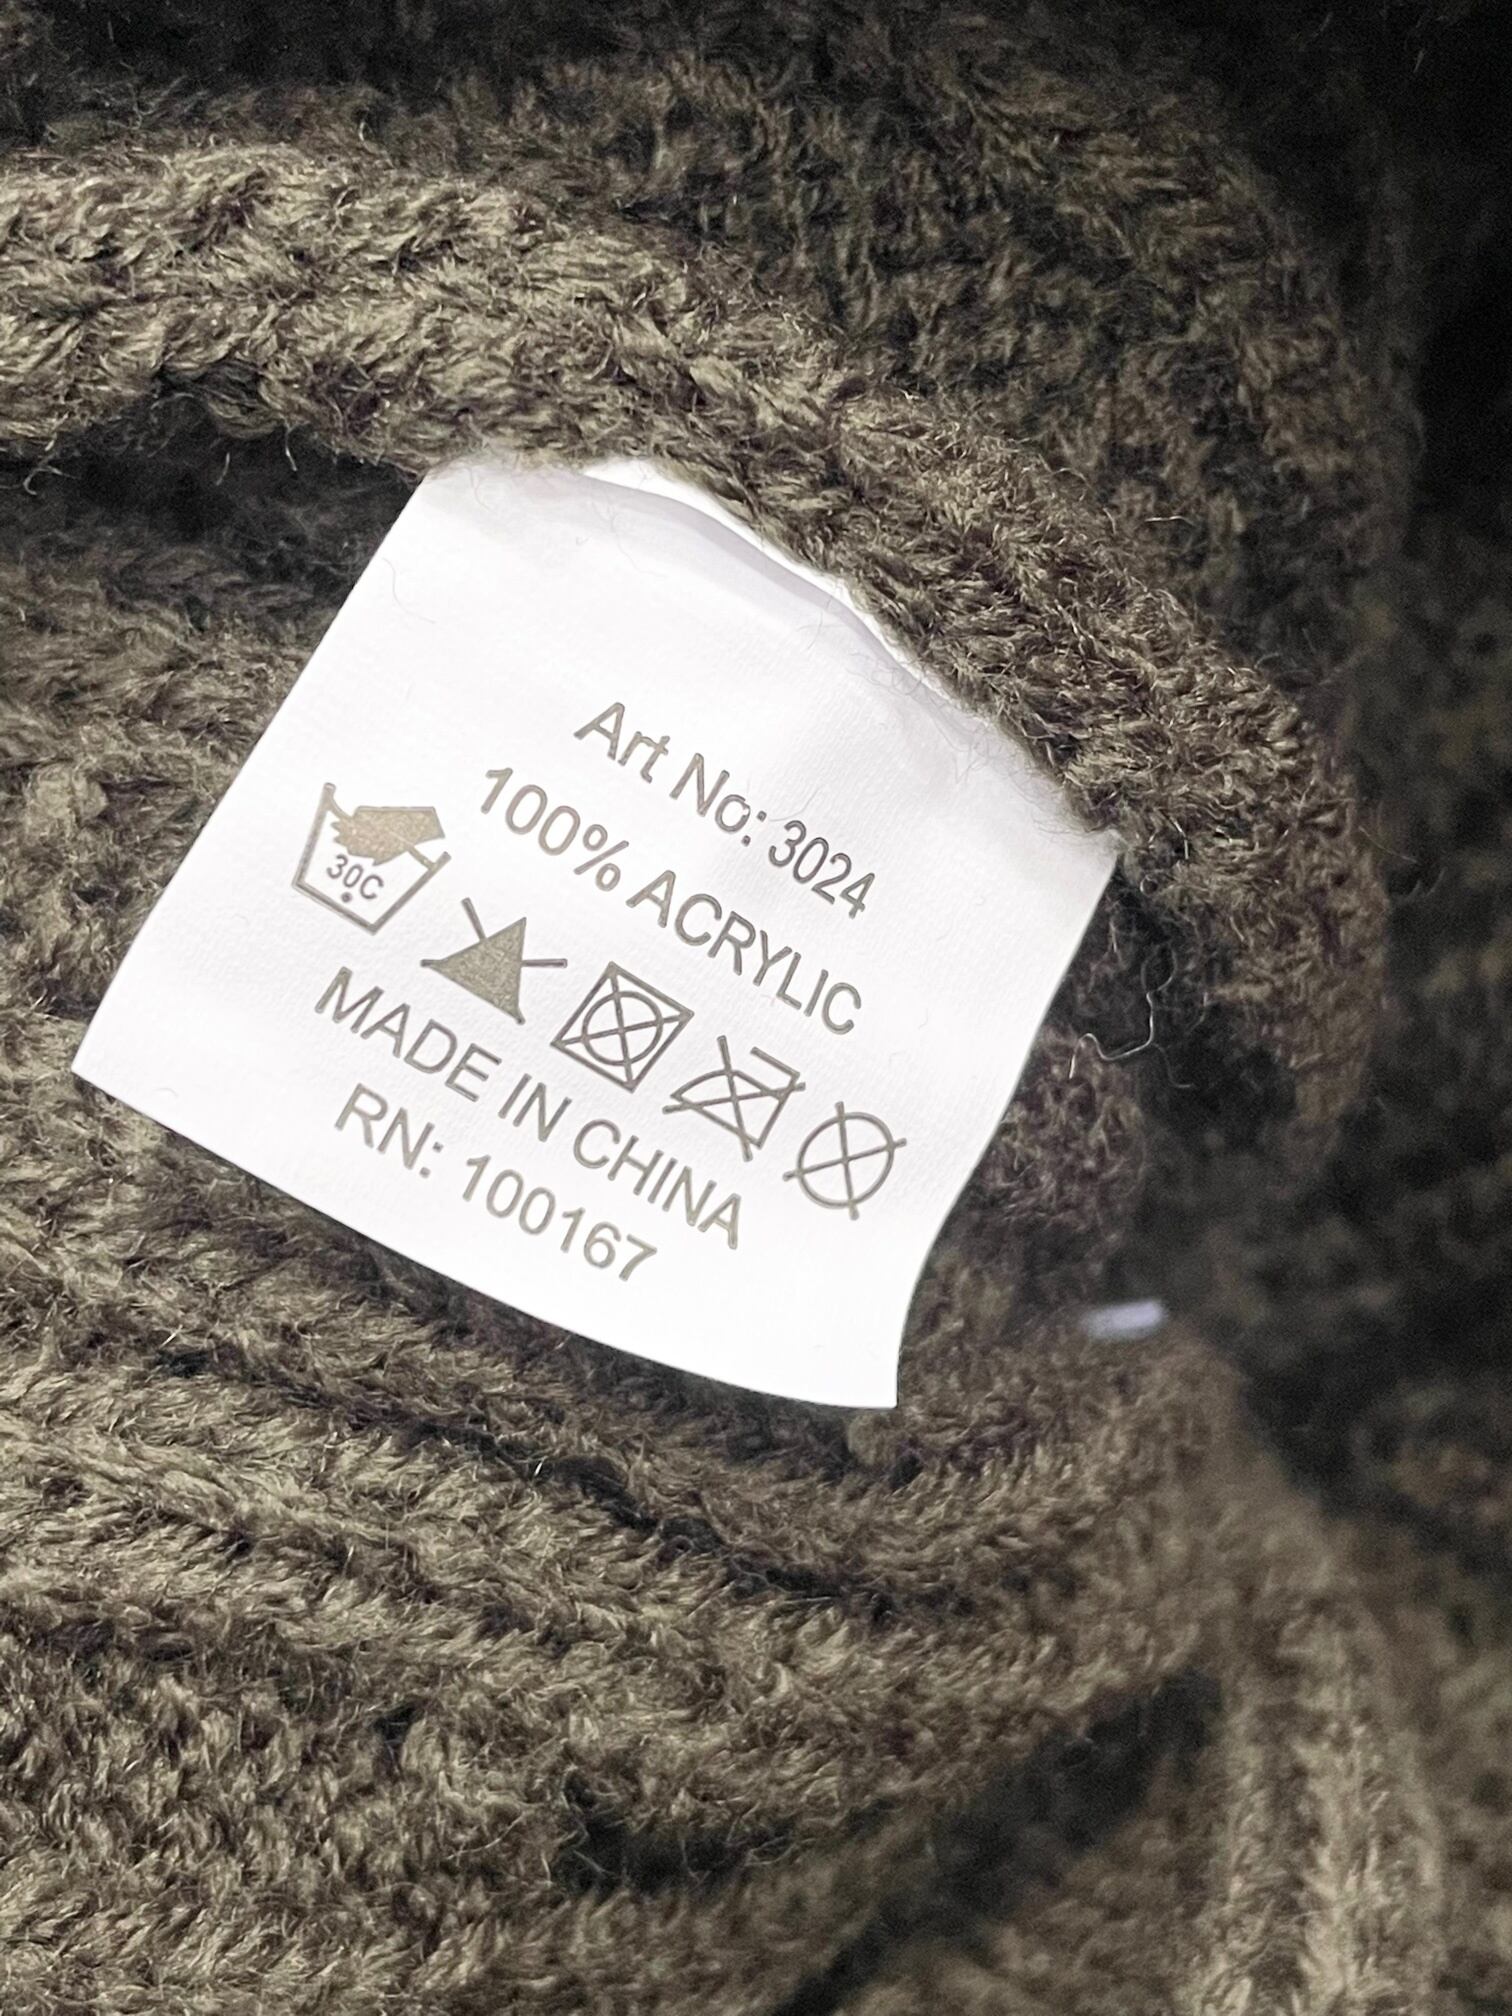 Art No: 3024
100% ACRYLIC
30C
MADE IN CHINA
RN: 100167